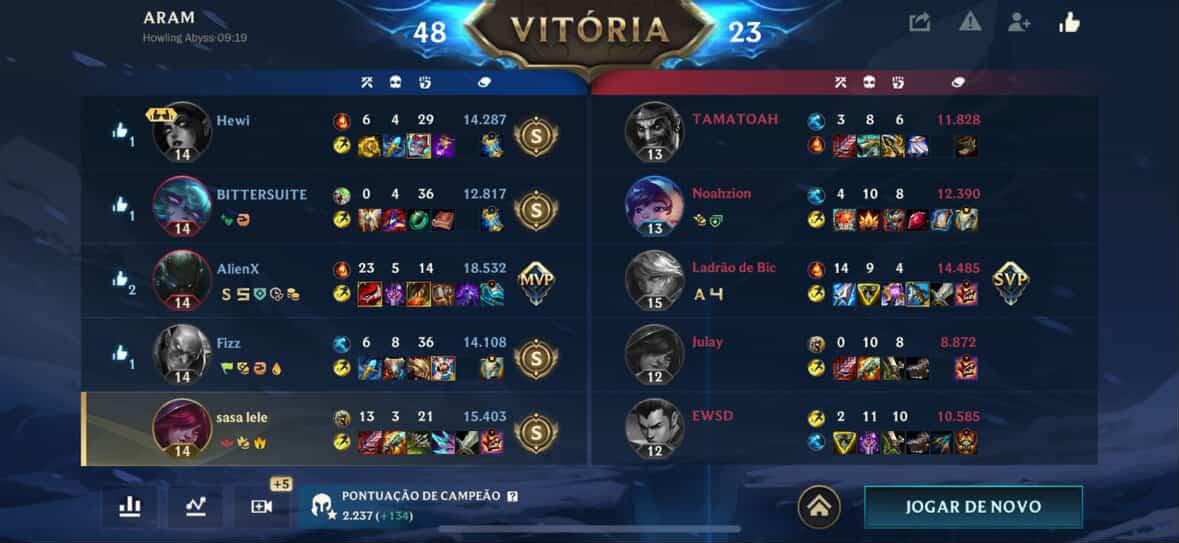 ARAM
Howling Abyss·09:19
48 VITÓRIA 23
1 14 Hewi 6 4 29 14.287 S
1 14 BITTERSUITE 0 4 36 12.817 S
2 14 AlienX 23 5 14 18.532 MVP
1 14 Fizz 6 8 36 14.108 S
14 sasa lele 13 3 21 15.403 S
13 TAMATOAH 3 8 6 11.828
13 Noahzion 4 10 8 12.390
15 Ladrão de Bic 14 9 4 14.485 SVP
12 Julay 0 10 8 8.872
12 EWSD 2 11 10 10.585
+5
PONTUAÇÃO DE CAMPEÃO ?
2.237 (+134)
JOGAR DE NOVO